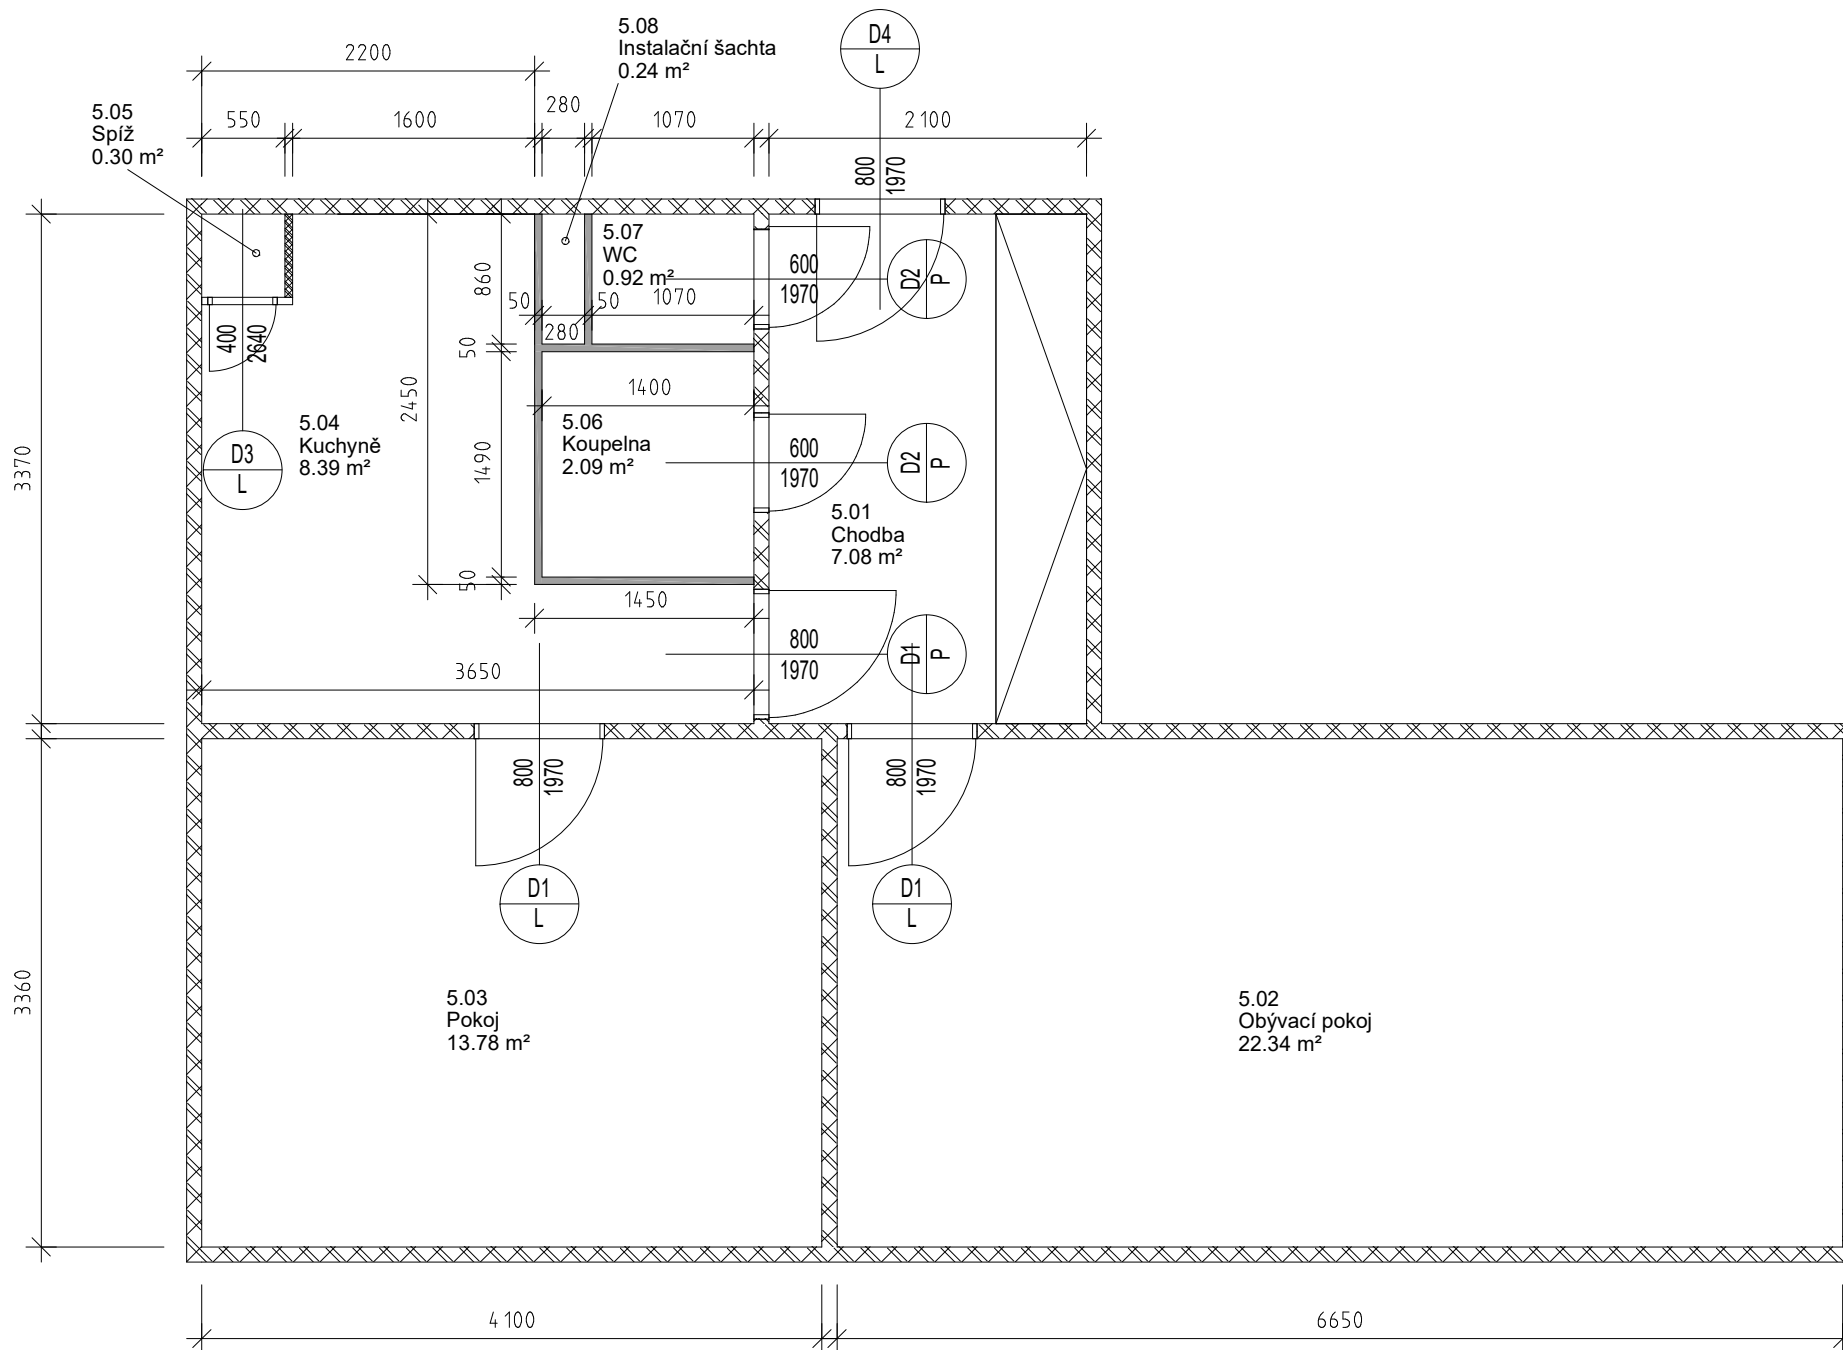 5.08
Instalační šachta
0.24 m²
D4
L
2200
5.05
Spíž
0.30 m²
550
1600
280
1070
2100
800
1970
5.07
WC
0.92 m²
600
1970
D2
P
860
50
50
1070
280
50
400
2640
3370
2450
1400
5.04
Kuchyně
8.39 m²
5.06
Koupelna
2.09 m²
600
1970
D2
P
D3
L
1490
5.01
Chodba
7.08 m²
50
1450
800
1970
D1
P
3650
800
1970
800
1970
D1
L
D1
L
3360
5.03
Pokoj
13.78 m²
5.02
Obývací pokoj
22.34 m²
4100
6650